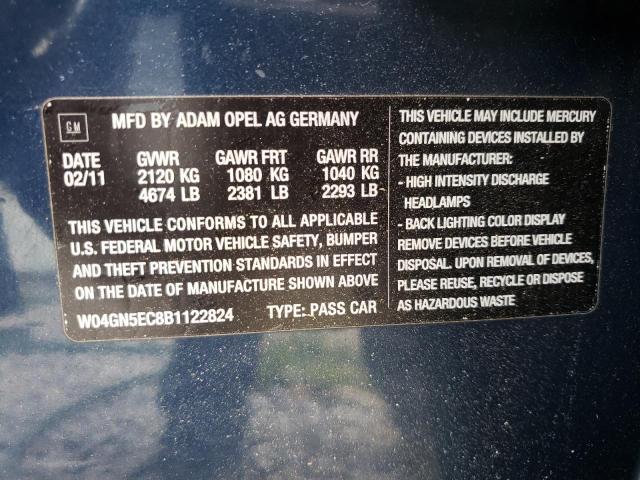 GM
MFD BY ADAM OPEL AG GERMANY
DATE GVWR GAWR FRT GAWR RR
02/11 2120 KG 1080 KG 1040 KG
4674 LB 2381 LB 2293 LB
THIS VEHICLE CONFORMS TO ALL APPLICABLE
U.S. FEDERAL MOTOR VEHICLE SAFETY, BUMPER
AND THEFT PREVENTION STANDARDS IN EFFECT
ON THE DATE OF MANUFACTURE SHOWN ABOVE
W04GN5EC8B1122824 TYPE: PASS CAR
THIS VEHICLE MAY INCLUDE MERCURY
CONTAINING DEVICES INSTALLED BY
THE MANUFACTURER:
- HIGH INTENSITY DISCHARGE
HEADLAMPS
- BACK LIGHTING COLOR DISPLAY
REMOVE DEVICES BEFORE VEHICLE
DISPOSAL. UPON REMOVAL OF DEVICES,
PLEASE REUSE, RECYCLE OR DISPOSE
AS HAZARDOUS WASTE